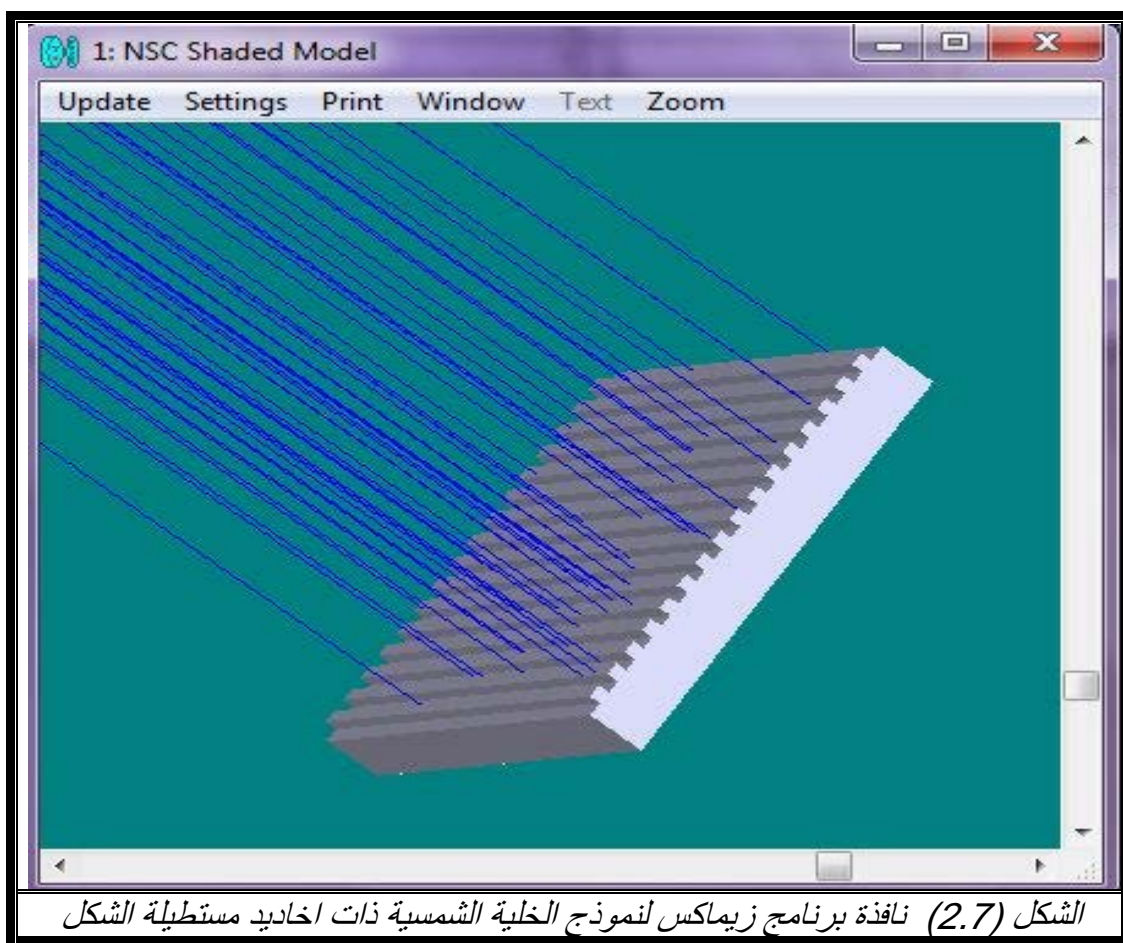 1: NSC Shaded Model
Update Settings Print Window Text Zoom
الشكل (2.7) نافذة برنامج زيماكس لنموذج الخلية الشمسية ذات اخاديد مستطيلة الشكل